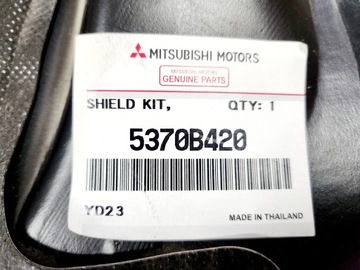 MITSUBISHI MOTORS
MITSUBISHI MOTORS
GENUINE PARTS
SHIELD KIT, QTY: 1
5370B420
YD23
MADE IN THAILAND